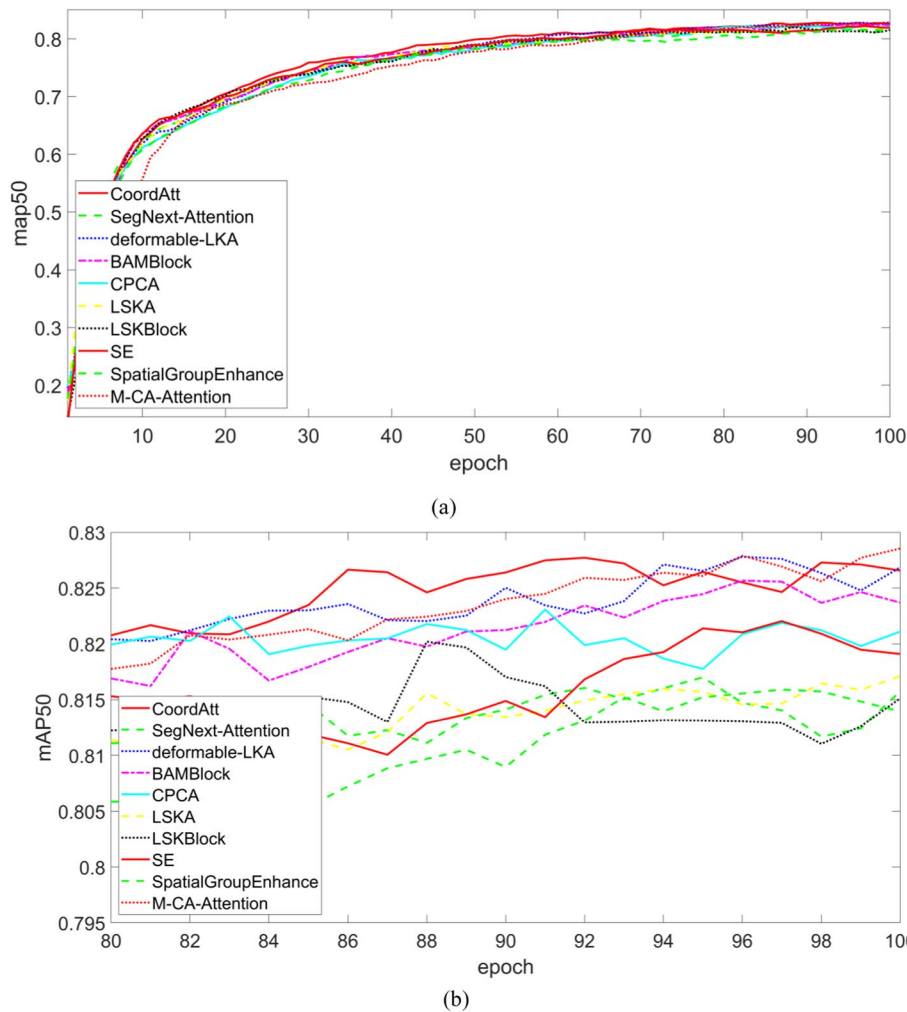 0.8
0.7
0.6
0.5
0.4
0.3
0.2
map50
CoordAtt
SegNext-Attention
deformable-LKA
BAMBlock
CPCA
LSKA
LSKBlock
SE
SpatialGroupEnhance
M-CA-Attention
10 20 30 40 50 60 70 80 90 100
epoch
(a)
0.83
0.825
0.82
0.815
0.81
0.805
0.8
0.795
mAP50
CoordAtt
SegNext-Attention
deformable-LKA
BAMBlock
CPCA
LSKA
LSKBlock
SE
SpatialGroupEnhance
M-CA-Attention
80 82 84 86 88 90 92 94 96 98 10
epoch
(b)